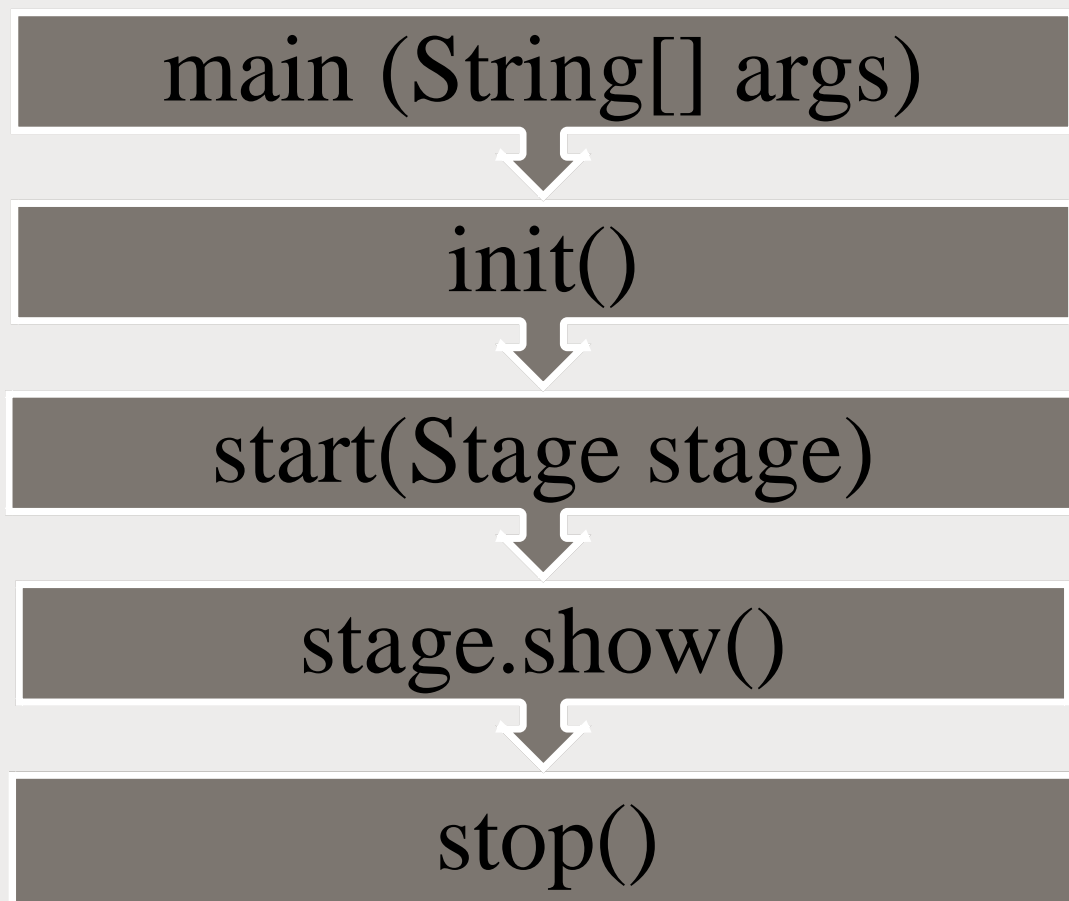 main (String[] args)
init()
start(Stage stage)
stage.show()
stop()